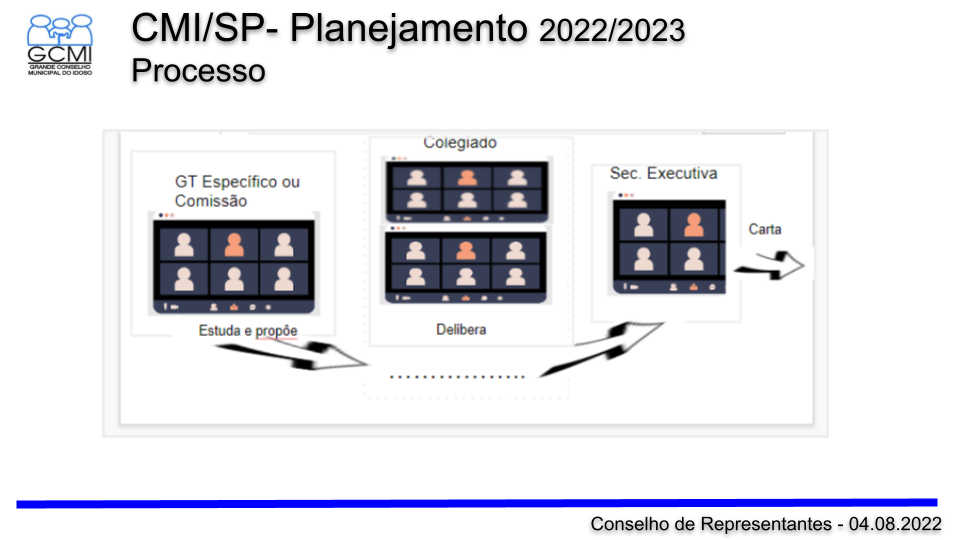 CMI/SP- Planejamento 2022/2023
Processo
GCMI
GRANDE CONSELHO
MUNICIPAL DO IDOSO
GT Específico ou
Comissão
Estuda e propõe
Colegiado
Delibera
.................
Sec. Executiva
Carta
Conselho de Representantes - 04.08.2022